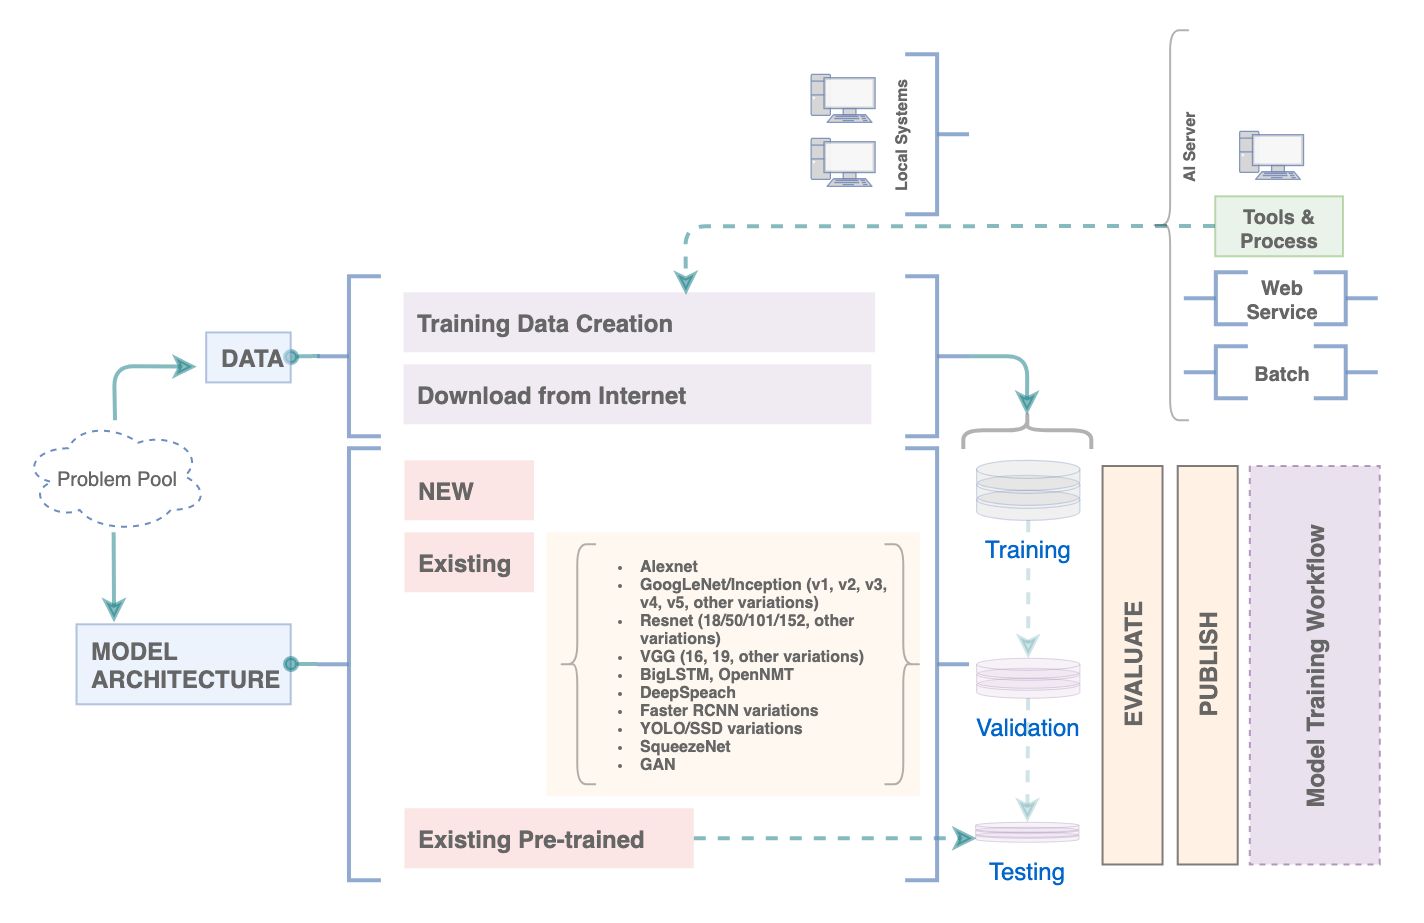 Local Systems
AI Server
Tools &
Process
Web
Service
Batch
DATA
Training Data Creation
Download from Internet
Problem Pool
MODEL
ARCHITECTURE
NEW
Existing
• Alexnet
• GoogLeNet/Inception (v1, v2, v3,
v4, v5, other variations)
• Resnet (18/50/101/152, other
variations)
• VGG (16, 19, other variations)
• BigLSTM, OpenNMT
• DeepSpeach
• Faster RCNN variations
• YOLO/SSD variations
• SqueezeNet
• GAN
Existing Pre-trained
Training
Validation
Testing
EVALUATE
PUBLISH
Model Training Workflow